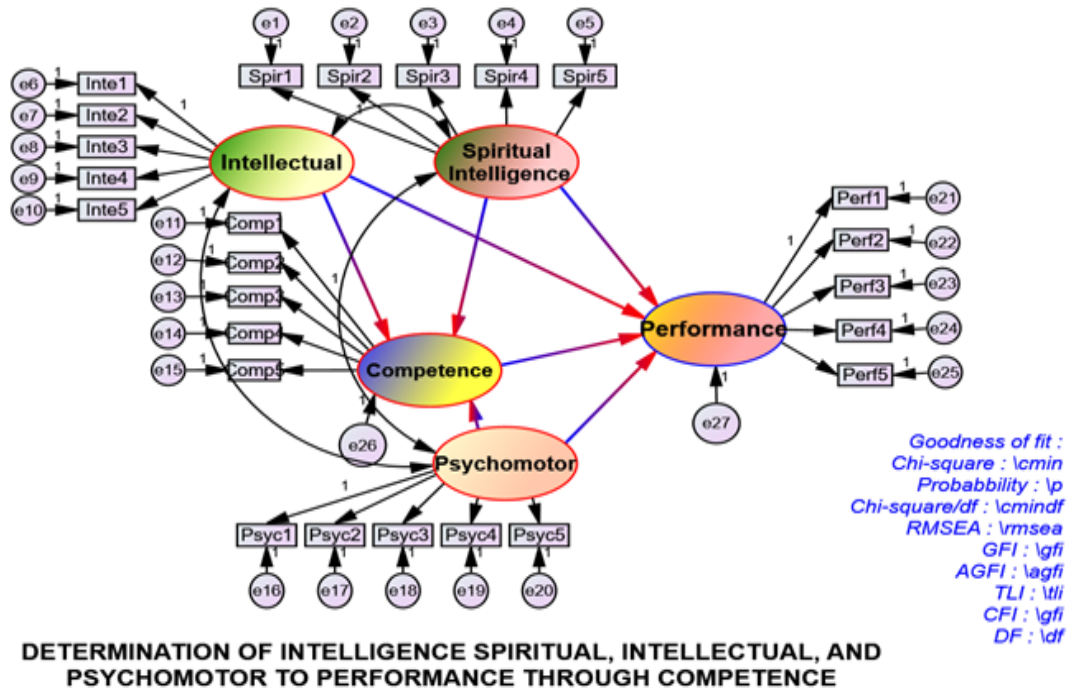 e1 e2 e3 e4 e5
1 1 1 1 1
Spir1 Spir2 Spir3 Spir4 Spir5
1
e6 1 Inte1
e7 1 Inte2
e8 1 Inte3
e9 1 Inte4
e10 1 Inte5
1
Intellectual
Spiritual
Intelligence
e11 1 Comp1
e12 1 Comp2
e13 1 Comp3
e14 1 Comp4
e15 1 Comp5
1
Competence
1
e26
Psychomotor
1
Psyc1 Psyc2 Psyc3 Psyc4 Psyc5
1 1 1 1 1
e16 e17 e18 e19 e20
Performance
1
e27
1
Perf1 1 e21
Perf2 1 e22
Perf3 1 e23
Perf4 1 e24
Perf5 1 e25
Goodness of fit :
Chi-square : \cmin
Probabbility : \p
Chi-square/df : \cmindf
RMSEA : \rmsea
GFI : \gfi
AGFI : \agfi
TLI : \tli
CFI : \gfi
DF : \df
DETERMINATION OF INTELLIGENCE SPIRITUAL, INTELLECTUAL, AND
PSYCHOMOTOR TO PERFORMANCE THROUGH COMPETENCE